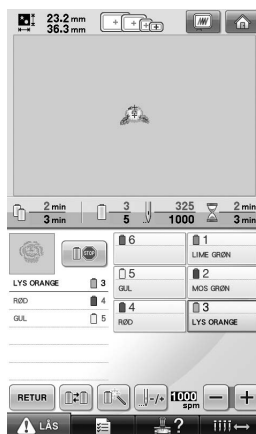 23.2 mm
36.3 mm
2 min
3 min
3
5
325
1000
2 min
3 min
STOP
LYS ORANGE 3
RØD 4
GUL 5
6
1
LIME GRØN
5
GUL
2
MOS GRØN
4
RØD
3
LYS ORANGE
RETUR
-/+
1000
spm
−
+
LÅS
?